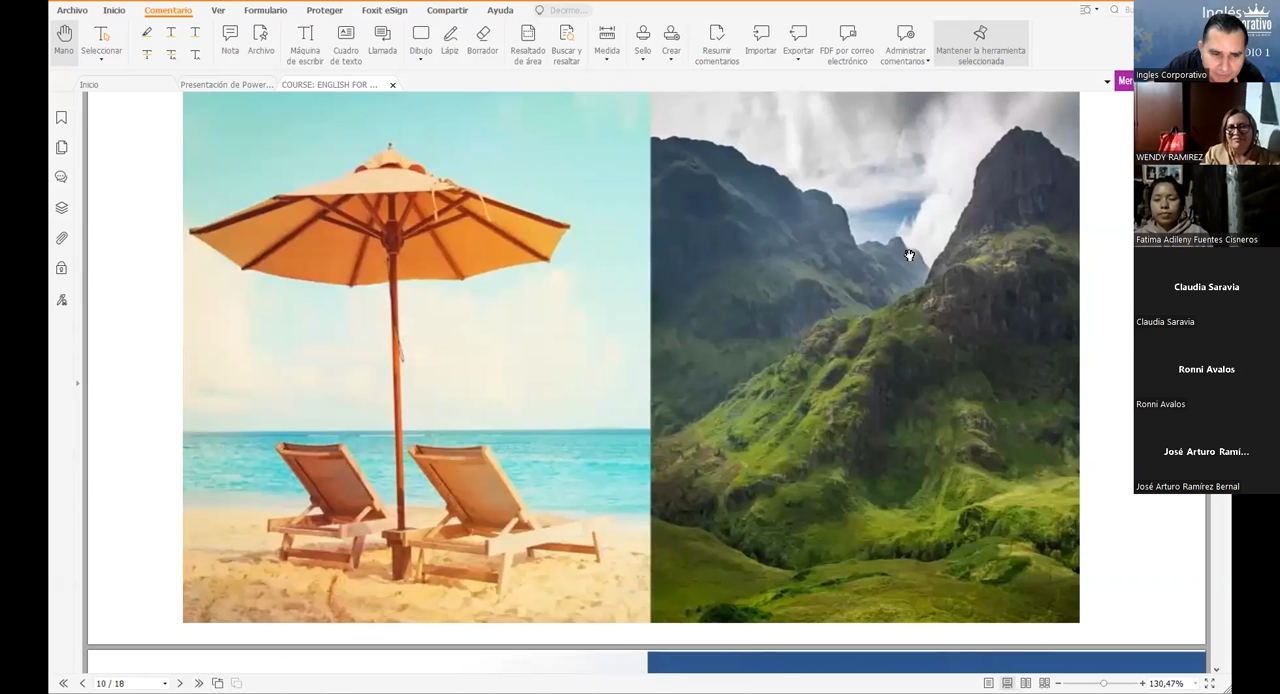 Archivo Inicio Comentario Ver Formulario Proteger Foxit eSign Compartir Ayuda Decirme...
Mano Seleccionar Nota Archivo Máquina de escribir Cuadro de texto Llamada Dibujo Lápiz Borrador Resaltado de área Buscar y resaltar Medida Sello Crear Resumir comentarios Importar Exportar FDF por correo electrónico Administrar comentarios Mantener la herramienta seleccionada
Inicio Presentación de Power... COURSE: ENGLISH FOR ...
Inglés
Ingles Corporativo
WENDY RAMIREZ
Fatima Adileny Fuentes Cisneros
Claudia Saravia
Claudia Saravia
Ronni Avalos
Ronni Avalos
José Arturo Ramí...
José Arturo Ramírez Bernal
10 / 18
130,47%